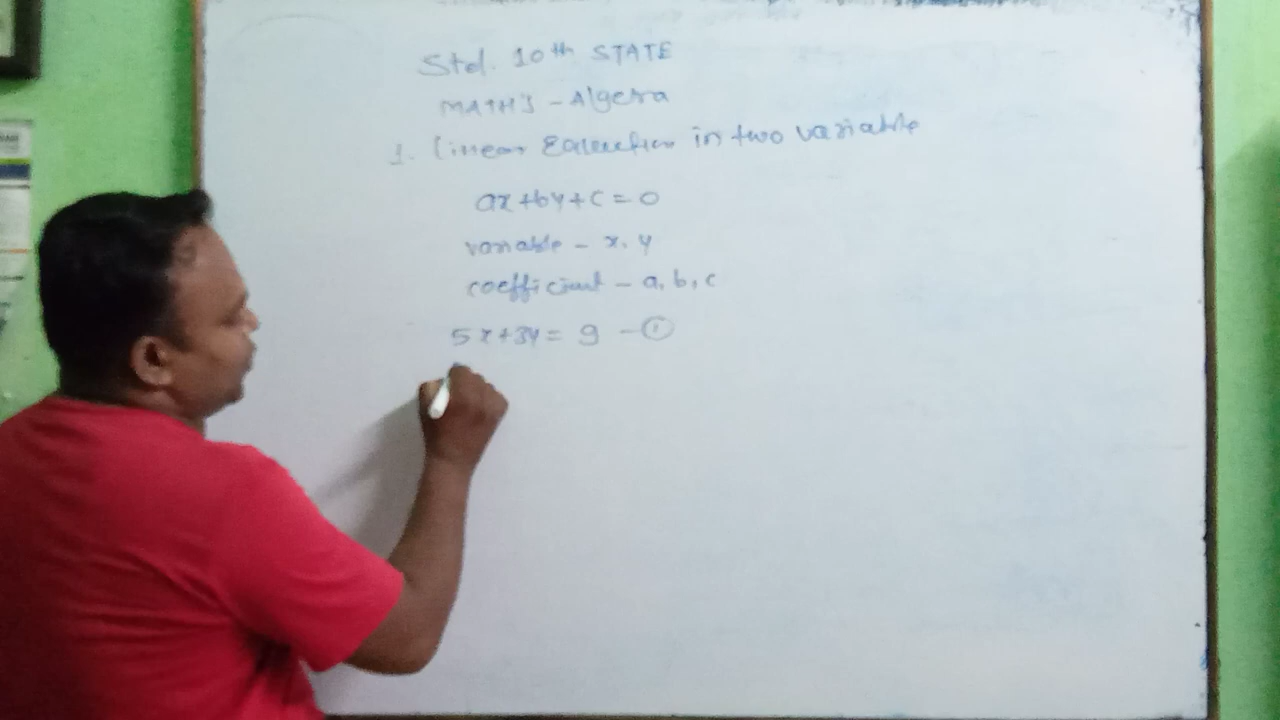 Std. 10th STATE
MATHS - Algebra
1. Linear Equation in two variable
ax+by+c=0
variable - x, y
coefficient - a, b, c
5x+3y= 9 - ①